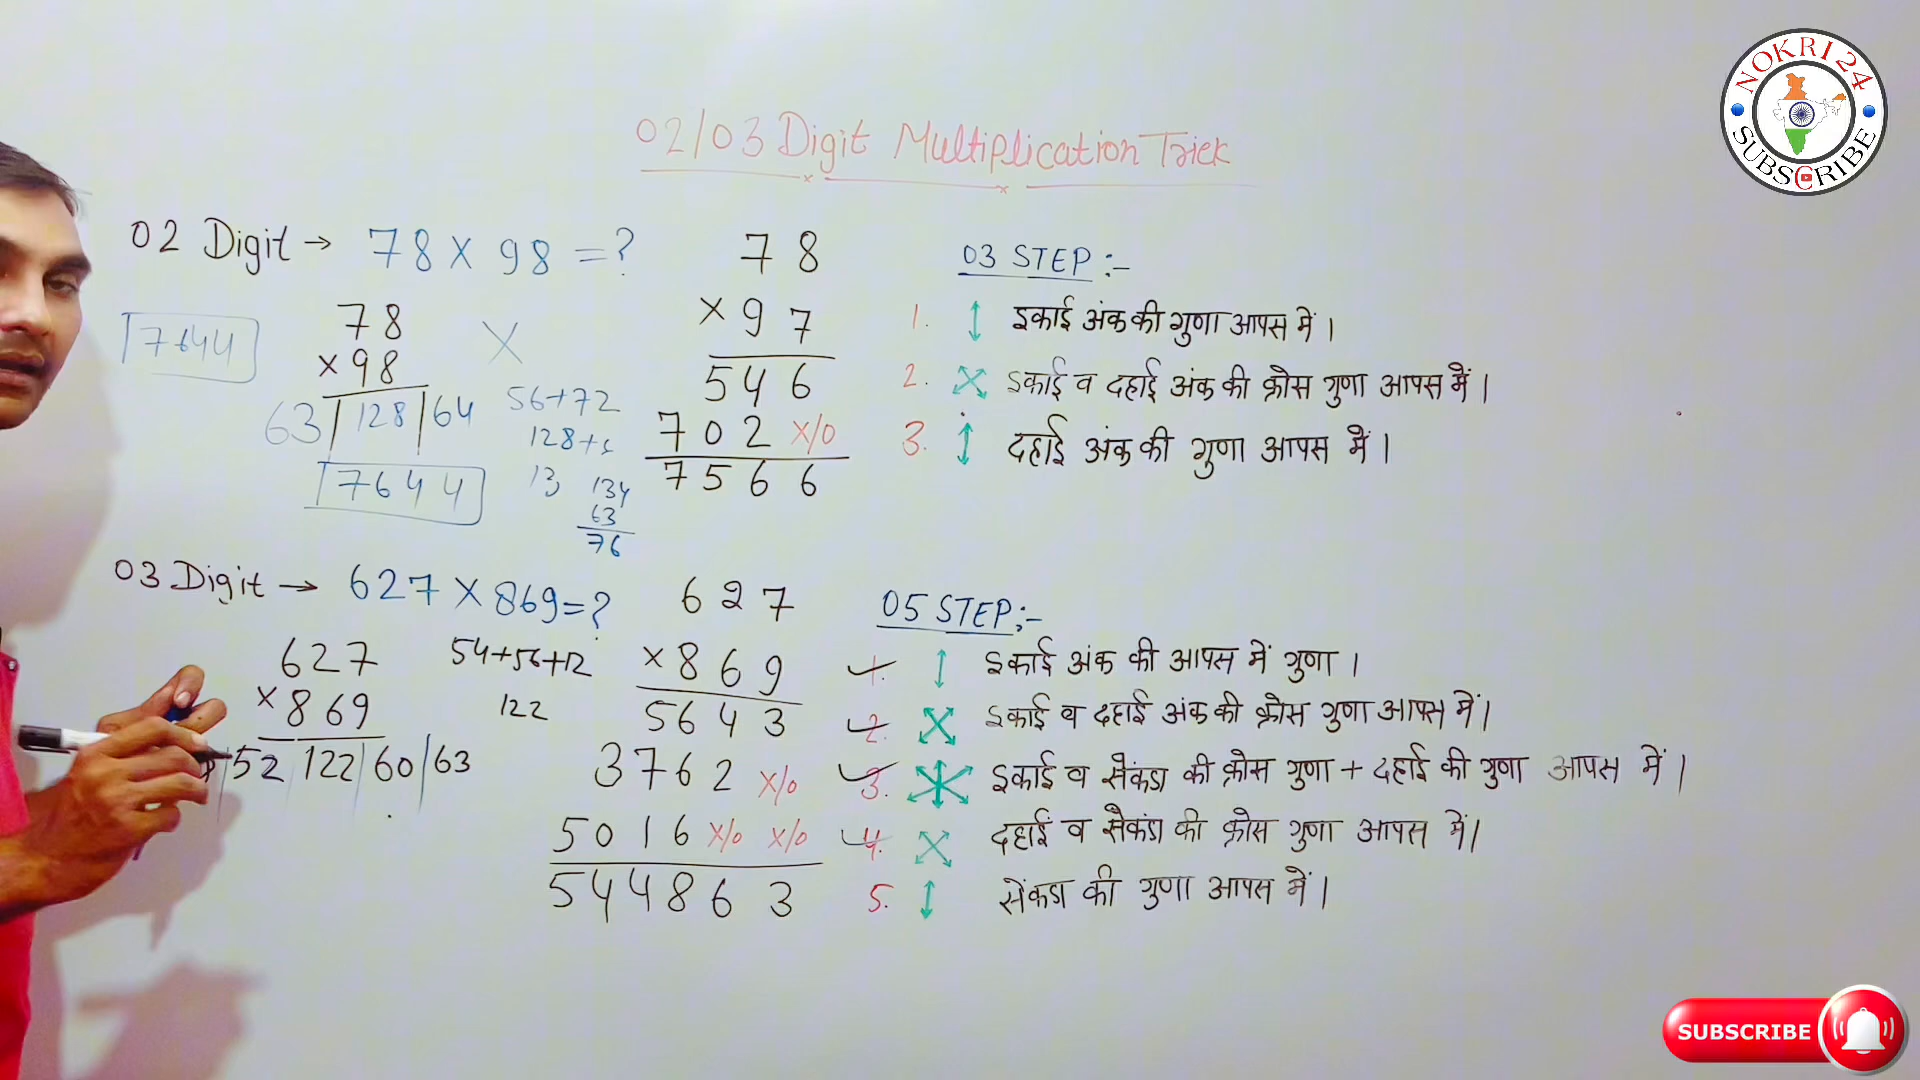 NOKRI 24
SUBSCRIBE
02/03 Digit Multiplication Trick
02 Digit → 78 X 98 = ?
78
×98
63 | 128 | 64
7644
7644
X
56+72
128+6
13
134
63
76
78
×97
546
702 X/0
7566
03 STEP :-
1. ↕ इकाई अंक की गुणा आपस में।
2. इकाई व दहाई अंक की क्रोस गुणा आपस में।
3. ↕ दहाई अंक की गुणा आपस में।
03 Digit → 627 X 869 = ?
627
×869
52 | 122 | 60 | 63
54+56+12
122
627
×869
5643
3762 X/0
5016 X/0 X/0
544863
05 STEP :-
1. ↕ इकाई अंक की आपस में गुणा।
2. इकाई व दहाई अंक की क्रोस गुणा आपस में।
3. इकाई व सैकंडा की क्रोस गुणा + दहाई की गुणा आपस में।
4. दहाई व सैकंडा की क्रोस गुणा आपस में।
5. ↕ सेंकडा की गुणा आपस में।
SUBSCRIBE